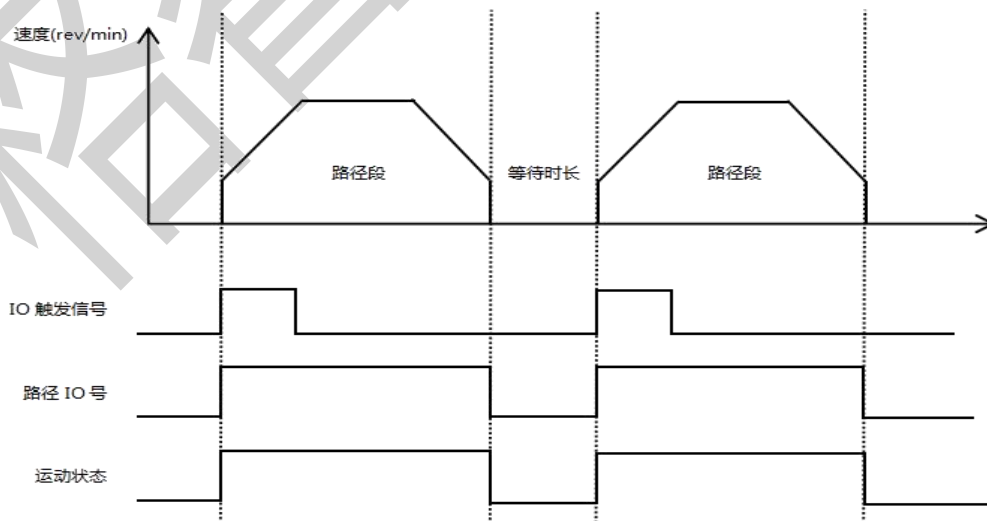 速度(rev/min)
路径段
等待时长
路径段
IO 触发信号
路径 IO 号
运动状态